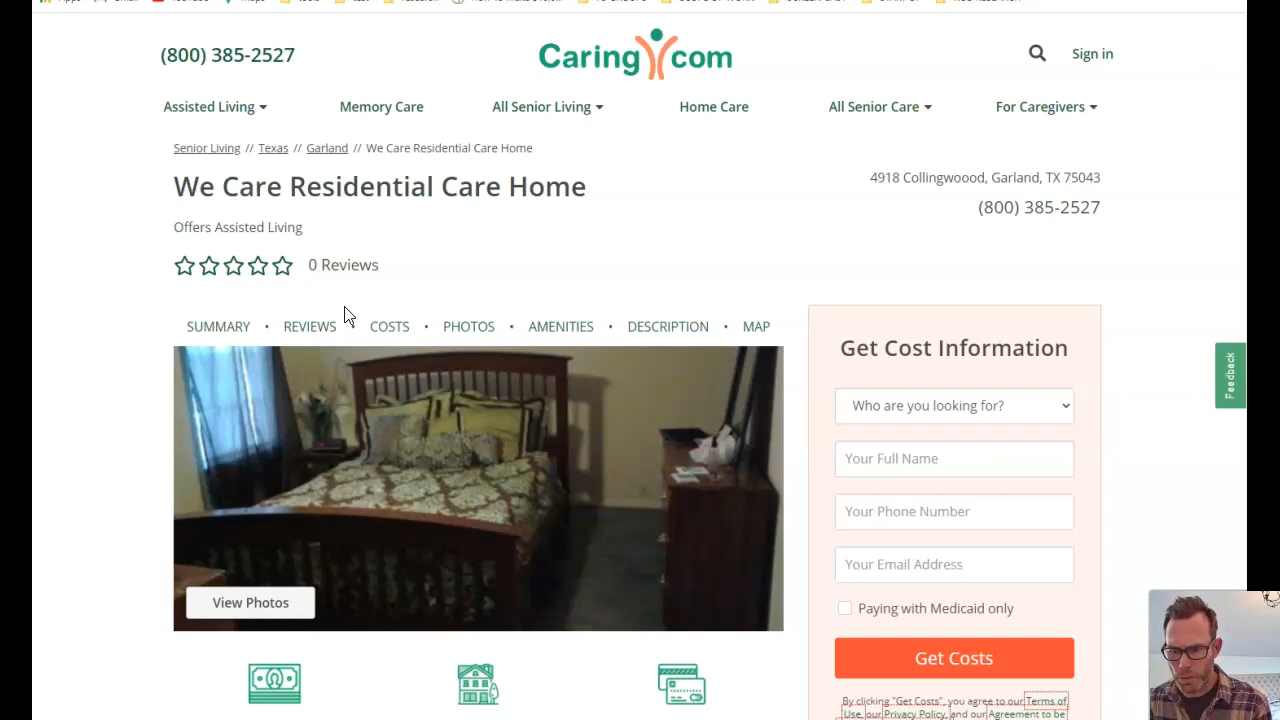 (800) 385-2527
Caring com
Sign in
Assisted Living
Memory Care
All Senior Living
Home Care
All Senior Care
For Caregivers
Senior Living // Texas // Garland // We Care Residential Care Home
We Care Residential Care Home
4918 Collingwoood, Garland, TX 75043
(800) 385-2527
Offers Assisted Living
0 Reviews
SUMMARY • REVIEWS • COSTS • PHOTOS • AMENITIES • DESCRIPTION • MAP
View Photos
Get Cost Information
Who are you looking for?
Your Full Name
Your Phone Number
Your Email Address
Paying with Medicaid only
Get Costs
By clicking "Get Costs", you agree to our Terms of
Use, our Privacy Policy, and our Agreement to be
Feedback